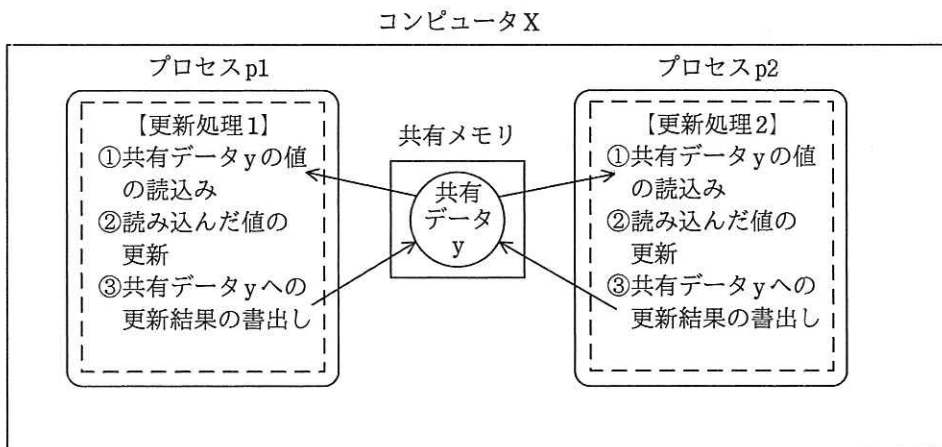 コンピュータX
プロセスp1
【更新処理1】
①共有データyの値
の読込み
②読み込んだ値の
更新
③共有データyへの
更新結果の書出し
共有メモリ
共有
データ
y
プロセスp2
【更新処理2】
①共有データyの値
の読込み
②読み込んだ値の
更新
③共有データyへの
更新結果の書出し